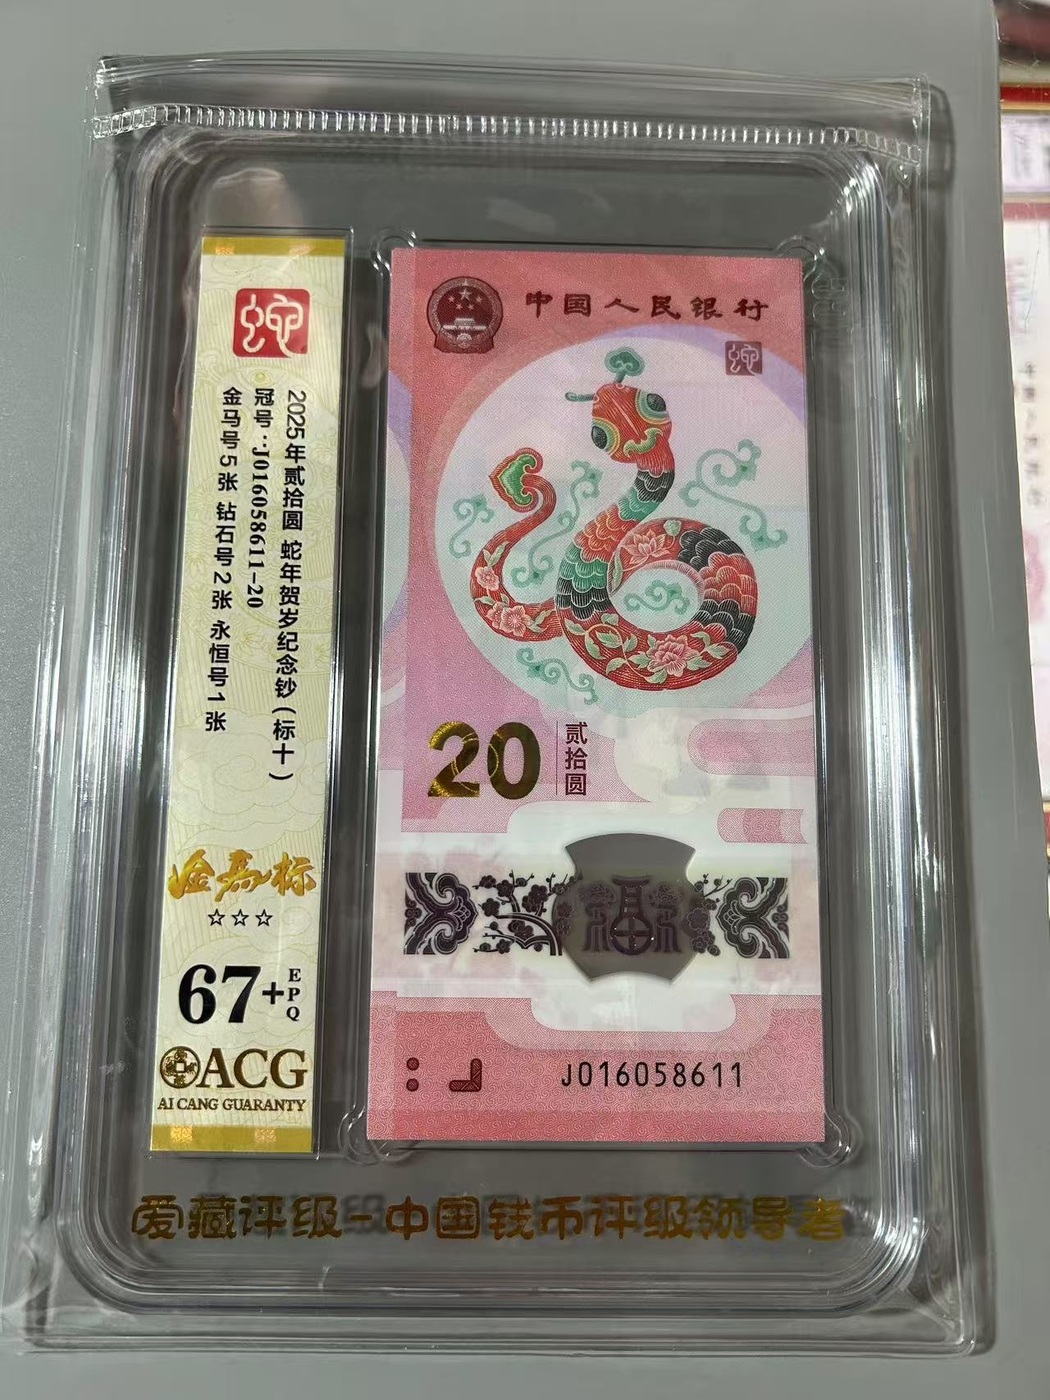 蛇
2025年贰拾圆 蛇年贺岁纪念钞（标十）
冠号：J016058611-20
金马号5张 钻石号2张 永恒号1张
金马标
☆☆☆
67+ EPQ
ACG
AI CANG GUARANTY
中国人民银行
蛇
20
贰拾圆
福
J016058611
爱藏评级-中国钱币评级领导者